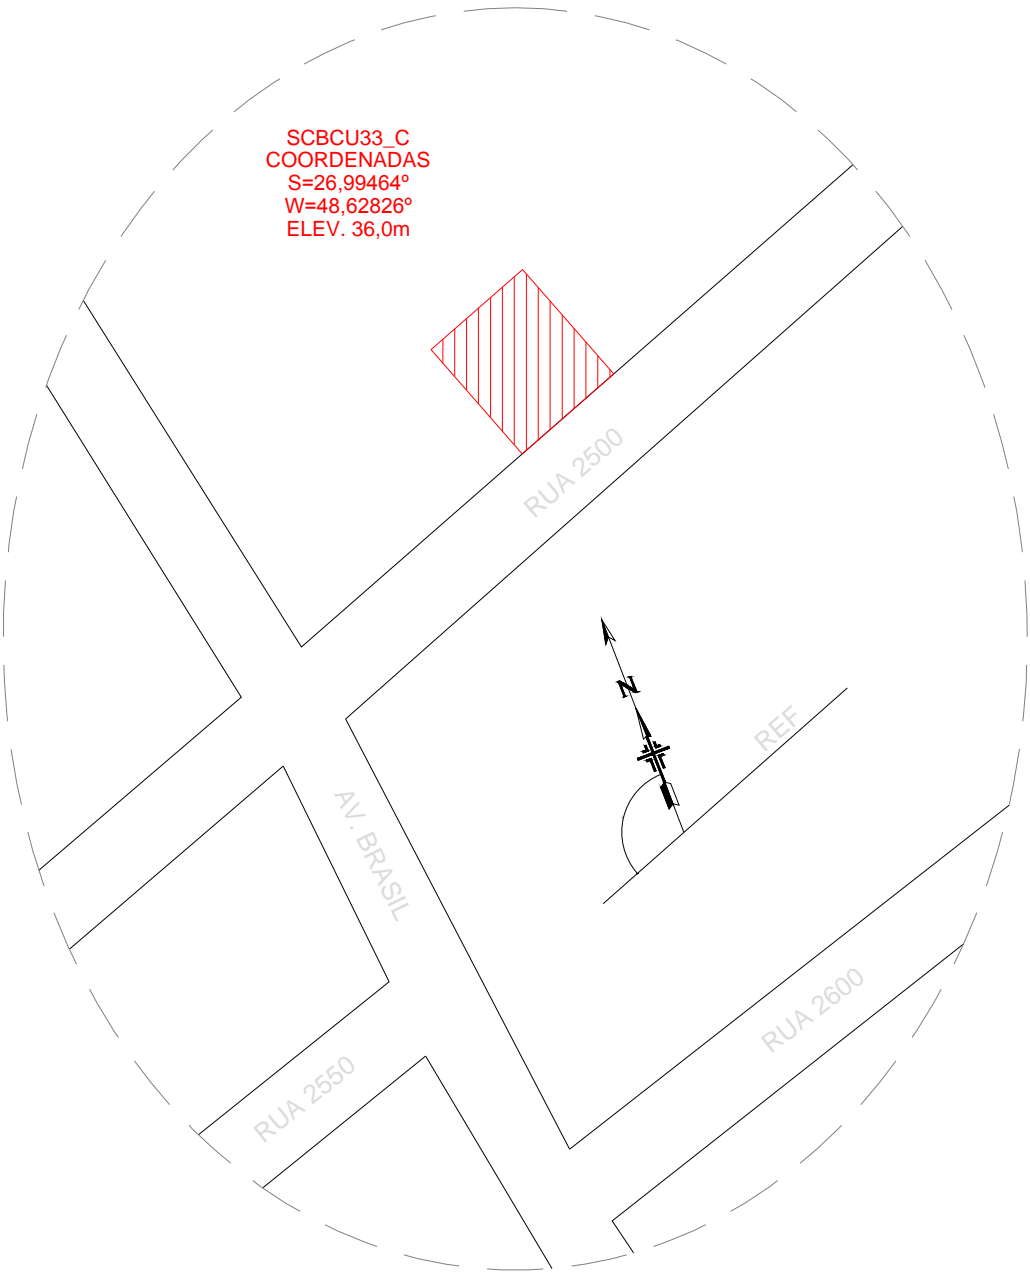 SCBCU33_C
COORDENADAS
S=26,99464º
W=48,62826º
ELEV. 36,0m
RUA 2500
N
REF
AV. BRASIL
RUA 2600
RUA 2550